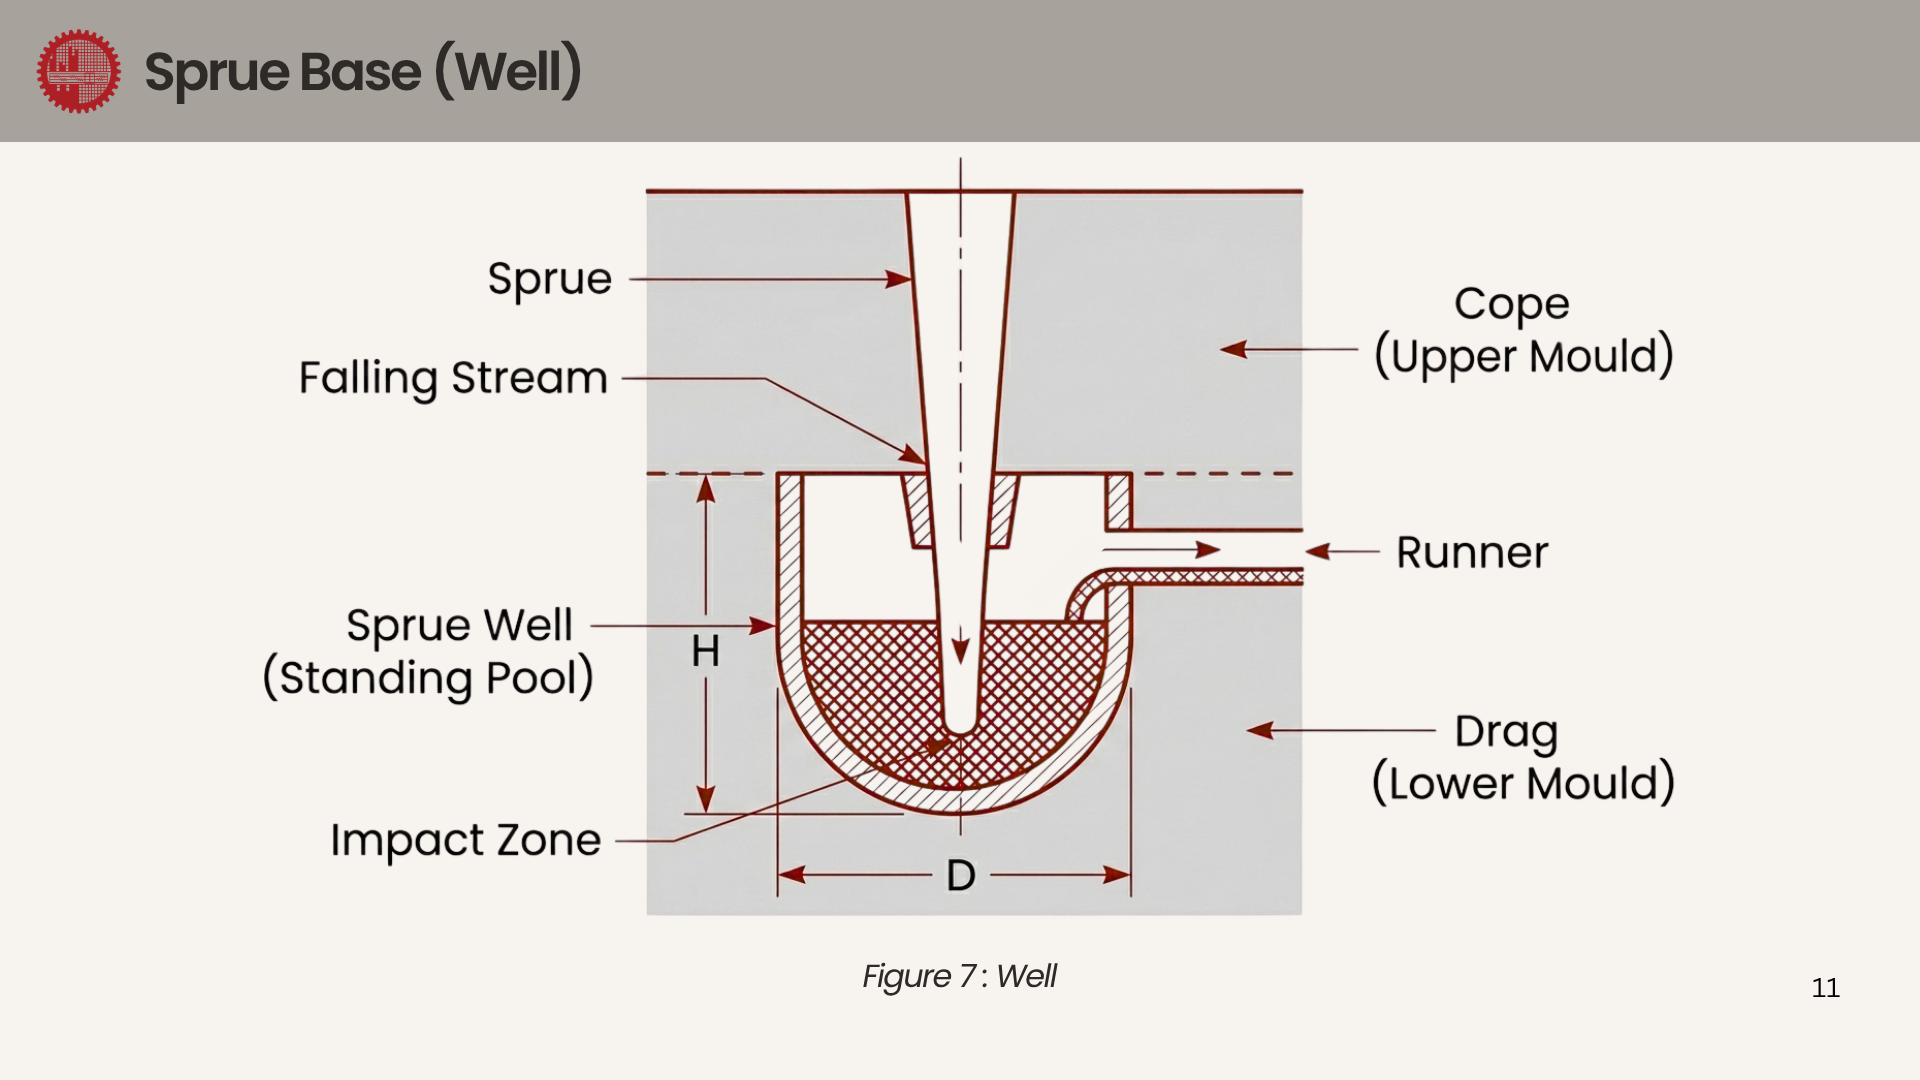 Sprue Base (Well)
Sprue
Falling Stream
Cope
(Upper Mould)
Runner
Sprue Well
(Standing Pool)
H
Drag
(Lower Mould)
Impact Zone
D
Figure 7 : Well
11